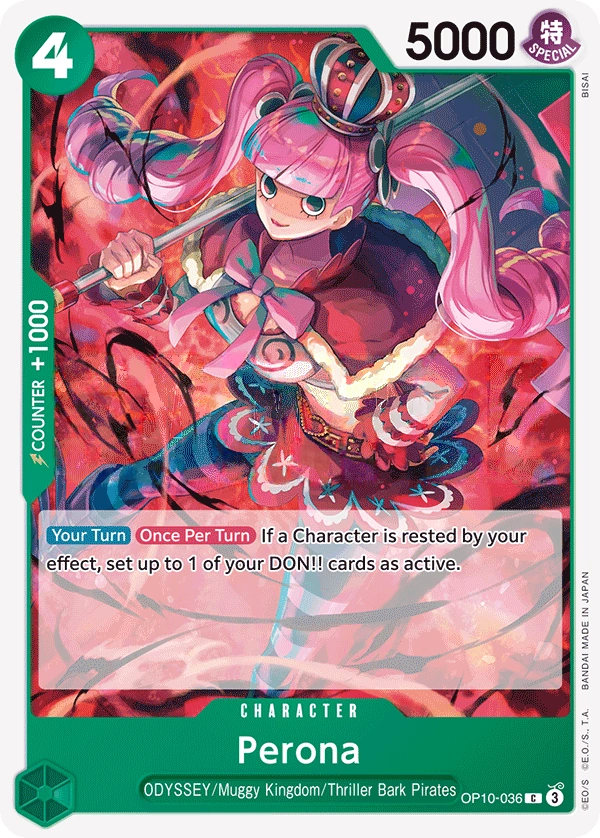 4
5000
特
SPECIAL
BISAI
COUNTER +1000
Your Turn Once Per Turn If a Character is rested by your
effect, set up to 1 of your DON!! cards as active.
CHARACTER
Perona
ODYSSEY/Muggy Kingdom/Thriller Bark Pirates
OP10-036 C 3
©EO/S ©E.O./S., T.A. BANDAI MADE IN JAPAN